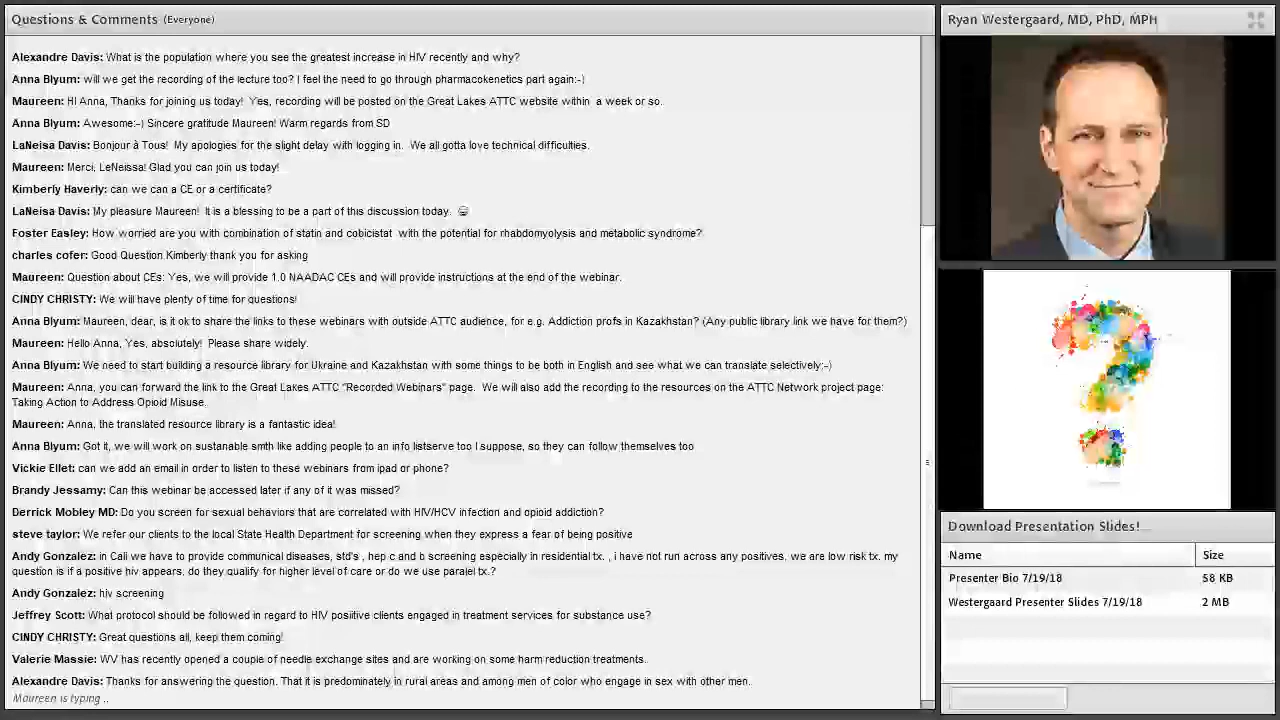 Questions & Comments (Everyone)
Alexandre Davis: What is the population where you see the greatest increase in HIV recently and why?
Anna Blyum: will we get the recording of the lecture too? I feel the need to go through pharmacokenetics part again:-)
Maureen: HI Anna, Thanks for joining us today! Yes, recording will be posted on the Great Lakes ATTC website within a week or so.
Anna Blyum: Awesome:-) Sincere gratitude Maureen! Warm regards from SD
LaNeisa Davis: Bonjour à Tous! My apologies for the slight delay with logging in. We all gotta love technical difficulties.
Maureen: Merci, LeNeissa! Glad you can join us today!
Kimberly Haverly: can we can a CE or a certificate?
LaNeisa Davis: My pleasure Maureen! It is a blessing to be a part of this discussion today. 😀
Foster Easley: How worried are you with combination of statin and cobicistat with the potential for rhabdomyolysis and metabolic syndrome?
charles cofer: Good Question Kimberly thank you for asking
Maureen: Question about CEs: Yes, we will provide 1.0 NAADAC CEs and will provide instructions at the end of the webinar.
CINDY CHRISTY: We will have plenty of time for questions!
Anna Blyum: Maureen, dear, is it ok to share the links to these webinars with outside ATTC audience, for e.g. Addiction profs in Kazakhstan? (Any public library link we have for them?)
Maureen: Hello Anna, Yes, absolutely! Please share widely.
Anna Blyum: We need to start building a resource library for Ukraine and Kazakhstan with some things to be both in English and see what we can translate selectively:-)
Maureen: Anna, you can forward the link to the Great Lakes ATTC "Recorded Webinars" page. We will also add the recording to the resources on the ATTC Network project page:
Taking Action to Address Opioid Misuse.
Maureen: Anna, the translated resource library is a fantastic idea!
Anna Blyum: Got it, we will work on sustanable smth like adding people to an info listserve too I suppose, so they can follow themselves too
Vickie Ellet: can we add an email in order to listen to these webinars from ipad or phone?
Brandy Jessamy: Can this webinar be accessed later if any of it was missed?
Derrick Mobley MD: Do you screen for sexual behaviors that are correlated with HIV/HCV infection and opioid addiction?
steve taylor: We refer our clients to the local State Health Department for screening when they express a fear of being positive
Andy Gonzalez: in Cali we have to provide communical diseases, std's , hep c and b screening especially in residential tx. , i have not run across any positives, we are low risk tx. my
question is if a positive hiv appears, do they qualify for higher level of care or do we use paralel tx.?
Andy Gonzalez: hiv screening
Jeffrey Scott: What protocol should be followed in regard to HIV posiitive clients engaged in treatment services for substance use?
CINDY CHRISTY: Great questions all, keep them coming!
Valerie Massie: WV has recently opened a couple of needle exchange sites and are working on some harm reduction treatments.
Alexandre Davis: Thanks for answering the question. That it is predominately in rural areas and among men of color who engage in sex with other men.
Maureen is typing ..
Ryan Westergaard, MD, PhD, MPH
Download Presentation Slides!
Name Size
Presenter Bio 7/19/18 58 KB
Westergaard Presenter Slides 7/19/18 2 MB